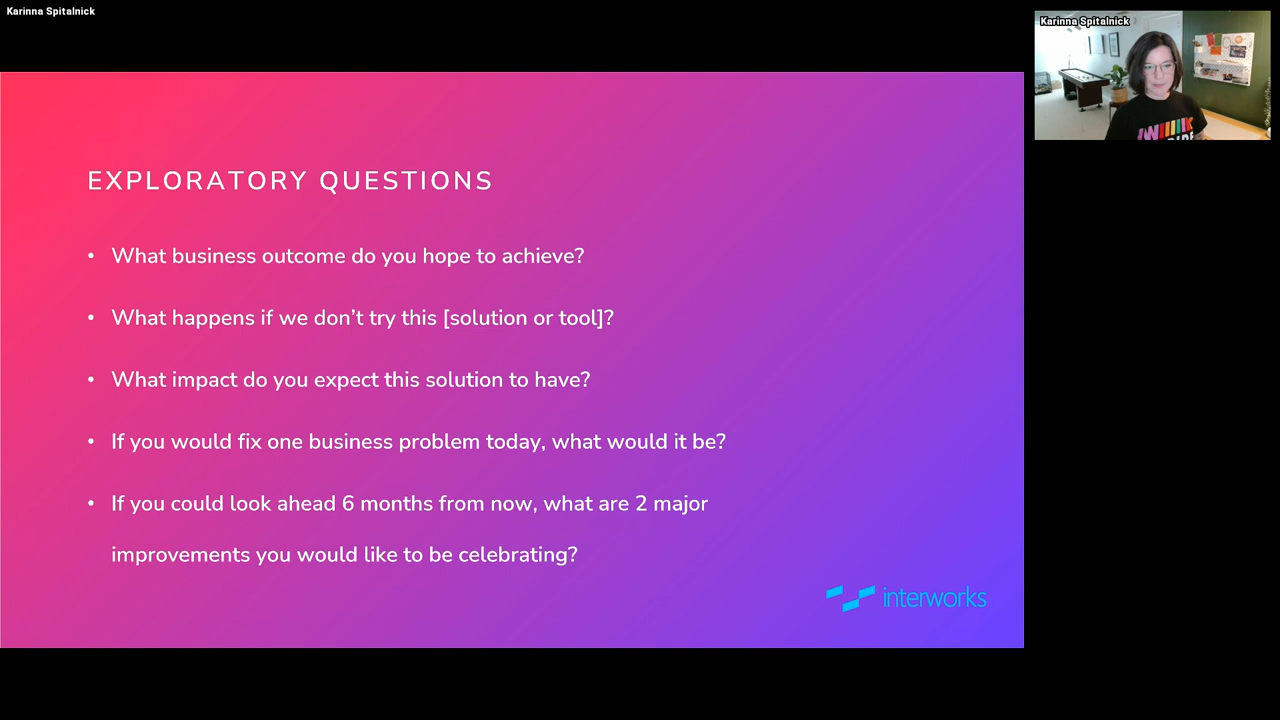 Karinna Spitalnick
Karinna Spitalnick
EXPLORATORY QUESTIONS
• What business outcome do you hope to achieve?
• What happens if we don’t try this [solution or tool]?
• What impact do you expect this solution to have?
• If you would fix one business problem today, what would it be?
• If you could look ahead 6 months from now, what are 2 major
improvements you would like to be celebrating?
interworks